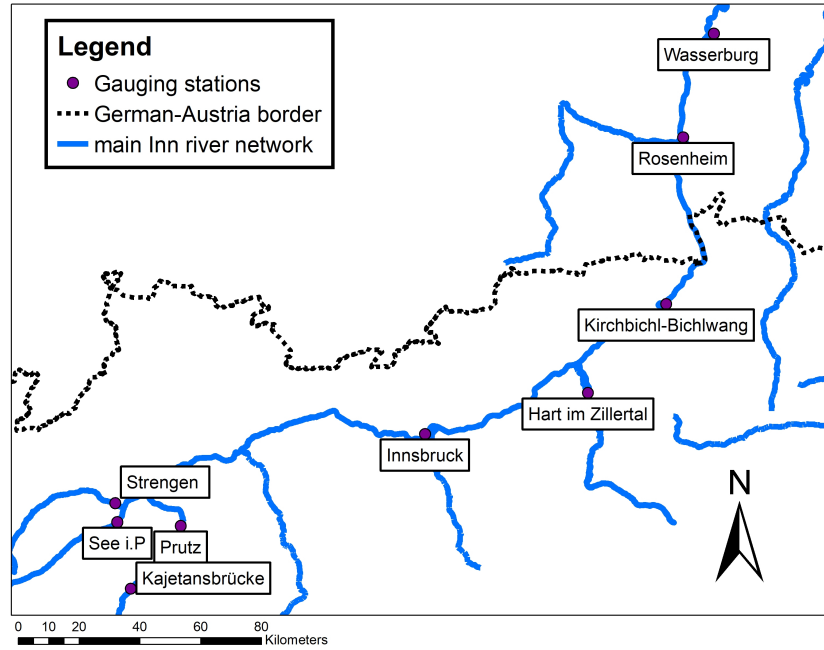 Legend
Gauging stations
German-Austria border
main Inn river network
Wasserburg
Rosenheim
Kirchbichl-Bichlwang
Hart im Zillertal
Innsbruck
Strengen
See i.P
Prutz
Kajetansbrücke
N
0 10 20 40 60 80
Kilometers